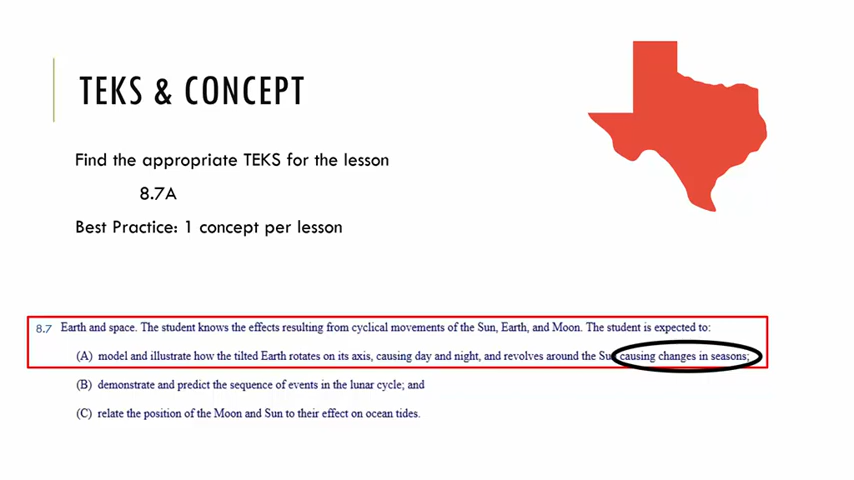 TEKS & CONCEPT
Find the appropriate TEKS for the lesson
8.7A
Best Practice: 1 concept per lesson
8.7 Earth and space. The student knows the effects resulting from cyclical movements of the Sun, Earth, and Moon. The student is expected to:
(A) model and illustrate how the tilted Earth rotates on its axis, causing day and night, and revolves around the Su causing changes in seasons;
(B) demonstrate and predict the sequence of events in the lunar cycle; and
(C) relate the position of the Moon and Sun to their effect on ocean tides.